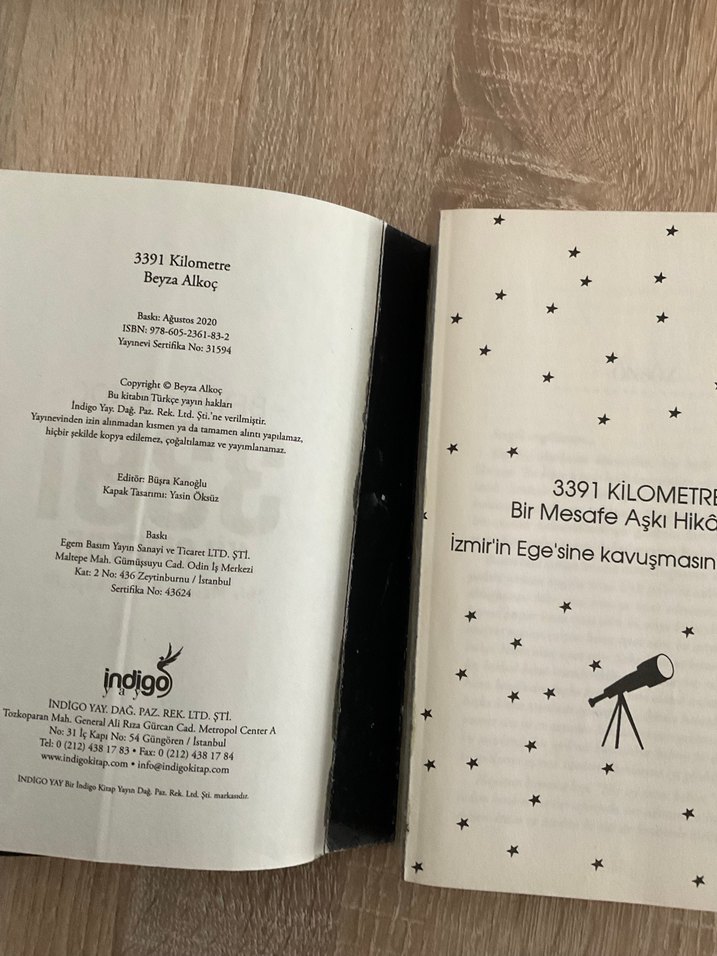 3391 Kilometre
Beyza Alkoç
Baskı: Ağustos 2020
ISBN: 978-605-2361-83-2
Yayınevi Sertifika No: 31594
Copyright © Beyza Alkoç
Bu kitabın Türkçe yayın hakları
İndigo Yay. Dağ. Paz. Rek. Ltd. Şti.'ne verilmiştir.
Yayınevinden izin alınmadan kısmen ya da tamamen alıntı yapılamaz,
hiçbir şekilde kopya edilemez, çoğaltılamaz ve yayımlanamaz.
Editör: Büşra Kanoğlu
Kapak Tasarımı: Yasin Öksüz
Baskı
Egem Basım Yayın Sanayi ve Ticaret LTD. ŞTİ.
Maltepe Mah. Gümüşsuyu Cad. Odin İş Merkezi
Kat: 2 No: 436 Zeytinburnu / İstanbul
Sertifika No: 43624
indigo
yay
İNDİGO YAY. DAĞ. PAZ. REK. LTD. ŞTİ.
Tozkoparan Mah. General Ali Rıza Gürcan Cad. Metropol Center A
No: 31 İç Kapı No: 54 Güngören / İstanbul
Tel: 0 (212) 438 17 83 • Fax: 0 (212) 438 17 84
www.indigokitap.com • info@indigokitap.com
İNDİGO YAY Bir İndigo Kitap Yayın Dağ. Paz. Rek. Ltd. Şti. markasıdır.
3391 KİLOMETRE
Bir Mesafe Aşkı
İzmir'in Ege'sine